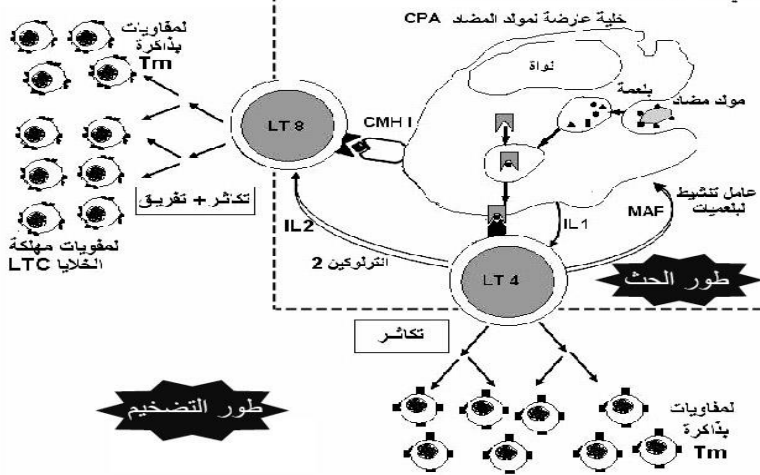 خلية عارضة لمولد المضاد CPA
لمفاويات
بذاكرة
Tm
نواة
بلعمة
مولد مضاد
LT 8
CMH I
عامل تنشيط
لبلعميات
MAF
تكاثر + تفريق
IL2
IL1
انترلوكين 2
لمفويات مهلكة
الخلايا LTC
LT 4
طور الحث
تكاثر
طور التضخيم
لمفاويات
بذاكرة
Tm